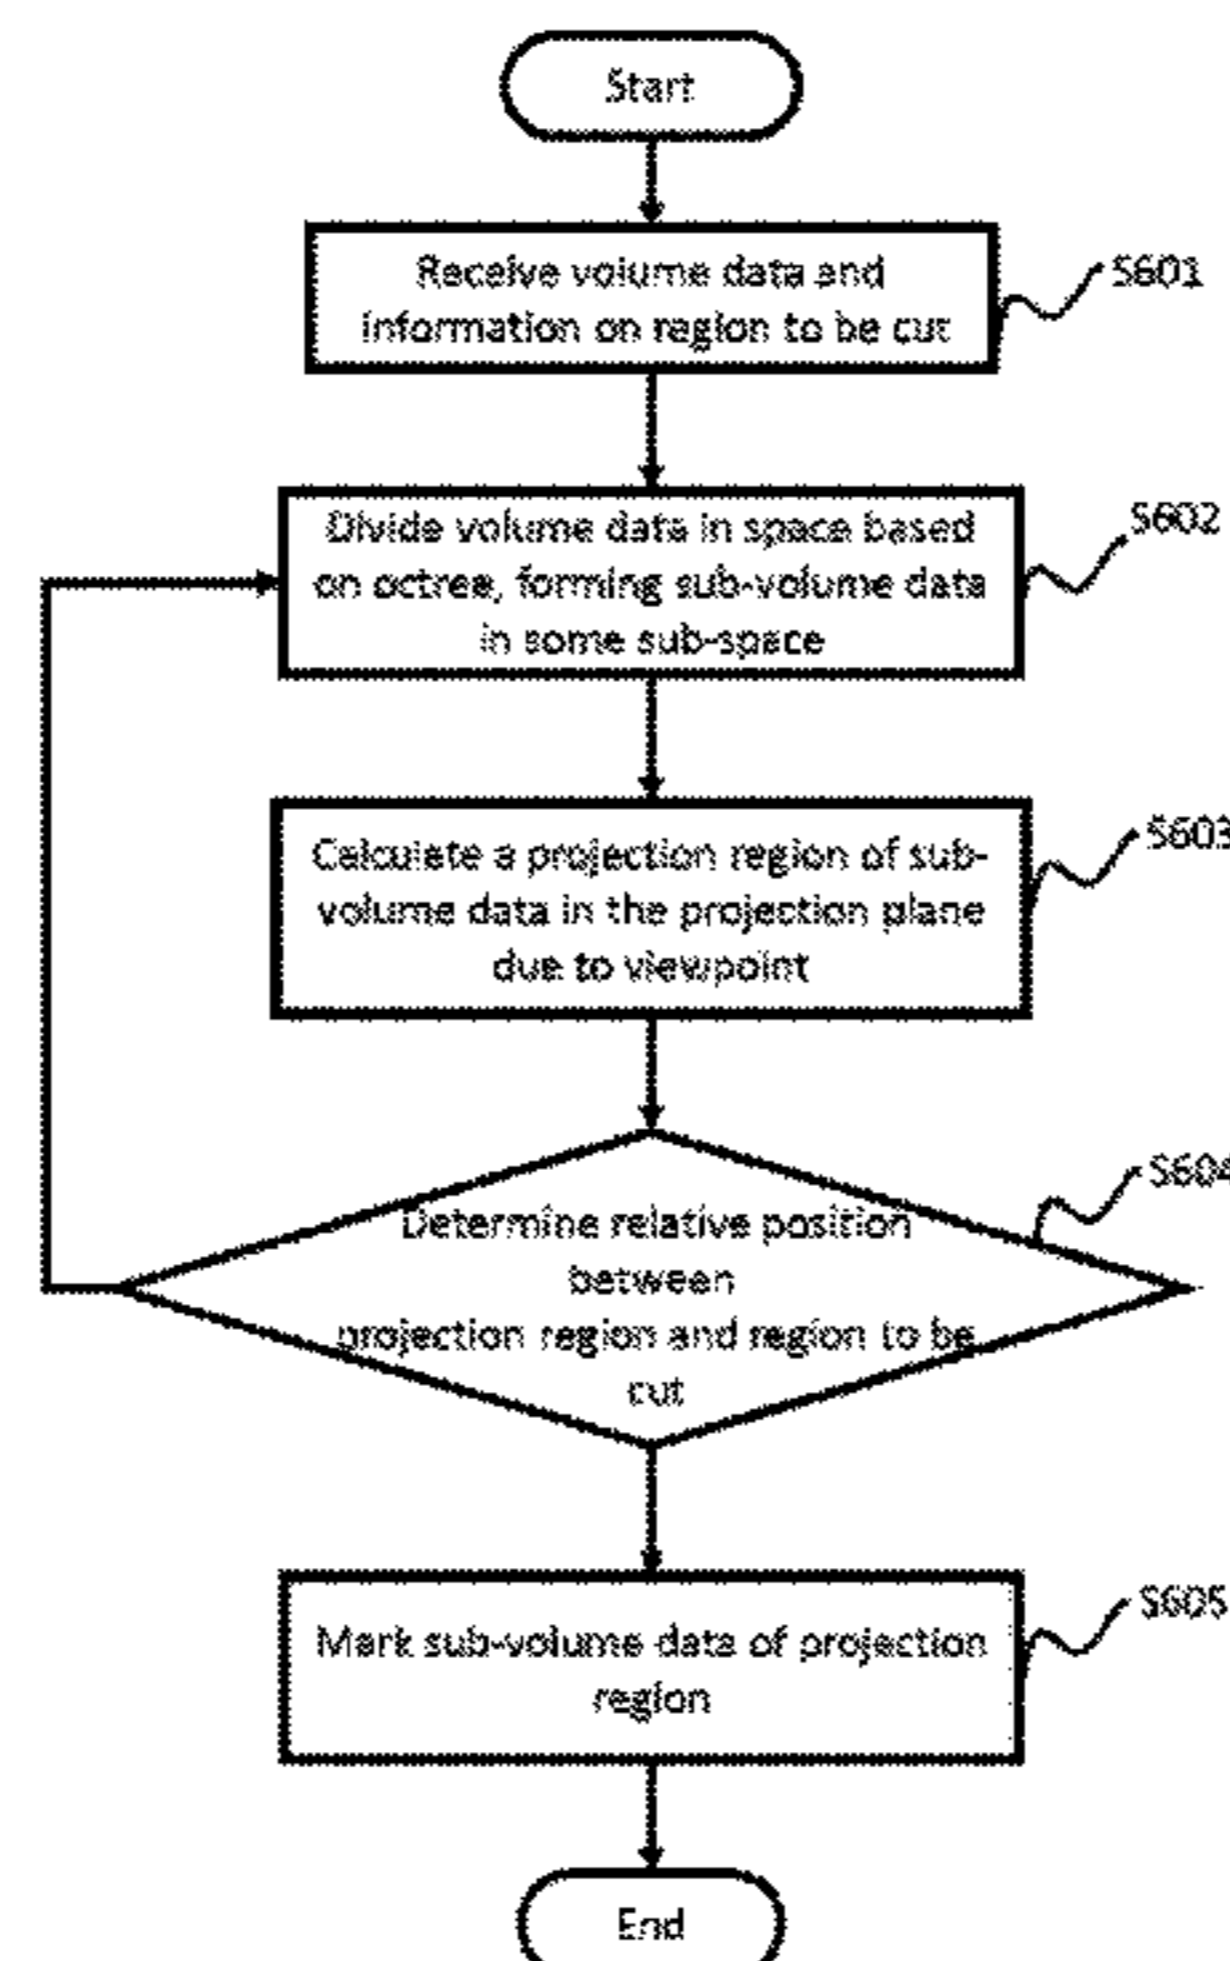 Start
Receive volume data and
information on region to be cut
S601
Divide volume data in space based
on octree, forming sub-volume data
in some sub-space
S602
Calculate a projection region of sub-
volume data in the projection plane
due to viewpoint
S603
Determine relative position
between
projection region and region to be
cut
S604
Mark sub-volume data of projection
region
S605
End